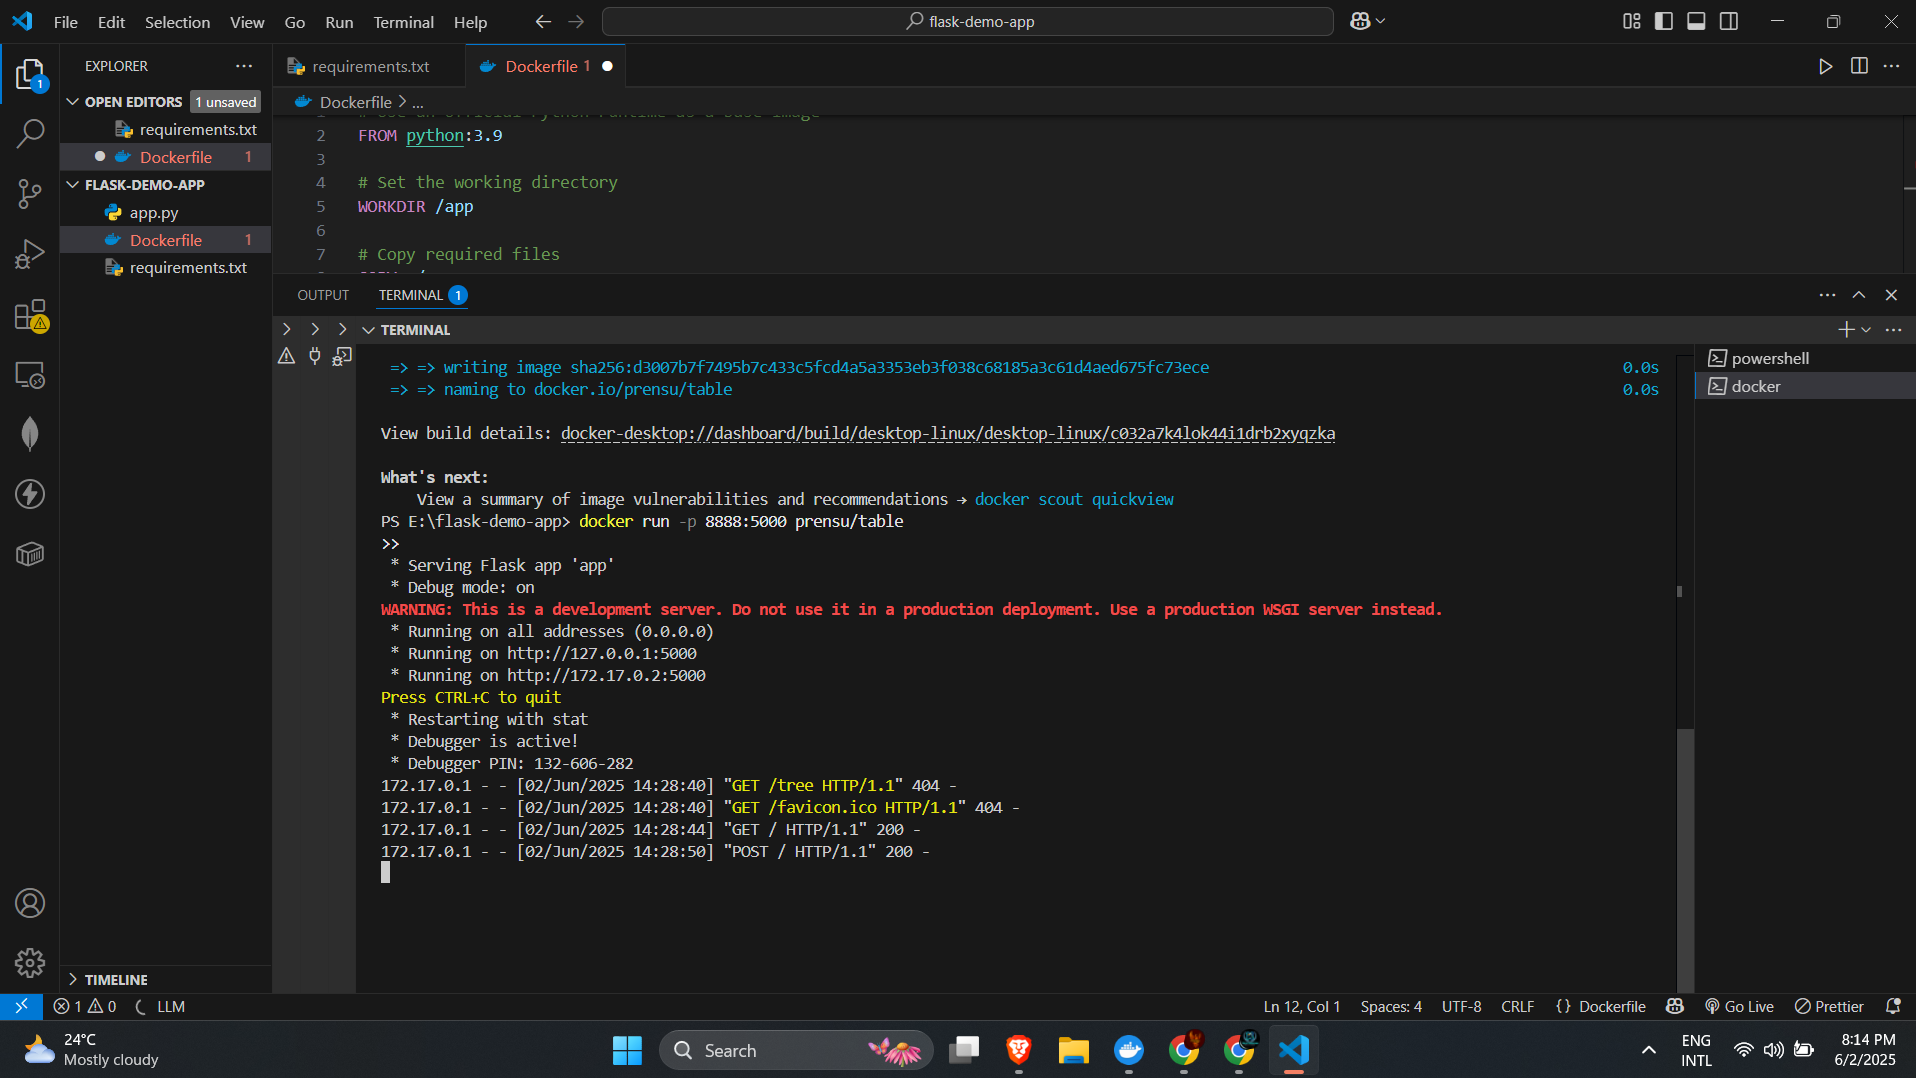 File Edit Selection View Go Run Terminal Help
flask-demo-app
EXPLORER
OPEN EDITORS 1 unsaved
requirements.txt
Dockerfile 1
FLASK-DEMO-APP
app.py
Dockerfile 1
requirements.txt
TIMELINE
1
requirements.txt
Dockerfile 1
Dockerfile > ...
1 # Use an official Python runtime as a base image
2 FROM python:3.9
3
4 # Set the working directory
5 WORKDIR /app
6
7 # Copy required files
OUTPUT TERMINAL 1
TERMINAL
=> => writing image sha256:d3007b7f7495b7c433c5fcd4a5a3353eb3f038c68185a3c61d4aed675fc73ece 0.0s
=> => naming to docker.io/prensu/table 0.0s
View build details: docker-desktop://dashboard/build/desktop-linux/desktop-linux/c032a7k4lok44i1drb2xyqzka
What's next:
View a summary of image vulnerabilities and recommendations → docker scout quickview
PS E:\flask-demo-app> docker run -p 8888:5000 prensu/table
>>
* Serving Flask app 'app'
* Debug mode: on
WARNING: This is a development server. Do not use it in a production deployment. Use a production WSGI server instead.
* Running on all addresses (0.0.0.0)
* Running on http://127.0.0.1:5000
* Running on http://172.17.0.2:5000
Press CTRL+C to quit
* Restarting with stat
* Debugger is active!
* Debugger PIN: 132-606-282
172.17.0.1 - - [02/Jun/2025 14:28:40] "GET /tree HTTP/1.1" 404 -
172.17.0.1 - - [02/Jun/2025 14:28:40] "GET /favicon.ico HTTP/1.1" 404 -
172.17.0.1 - - [02/Jun/2025 14:28:44] "GET / HTTP/1.1" 200 -
172.17.0.1 - - [02/Jun/2025 14:28:50] "POST / HTTP/1.1" 200 -
powershell
docker
1 0 LLM
Ln 12, Col 1 Spaces: 4 UTF-8 CRLF {} Dockerfile Go Live Prettier
24°C
Mostly cloudy
Search
ENG
INTL
8:14 PM
6/2/2025